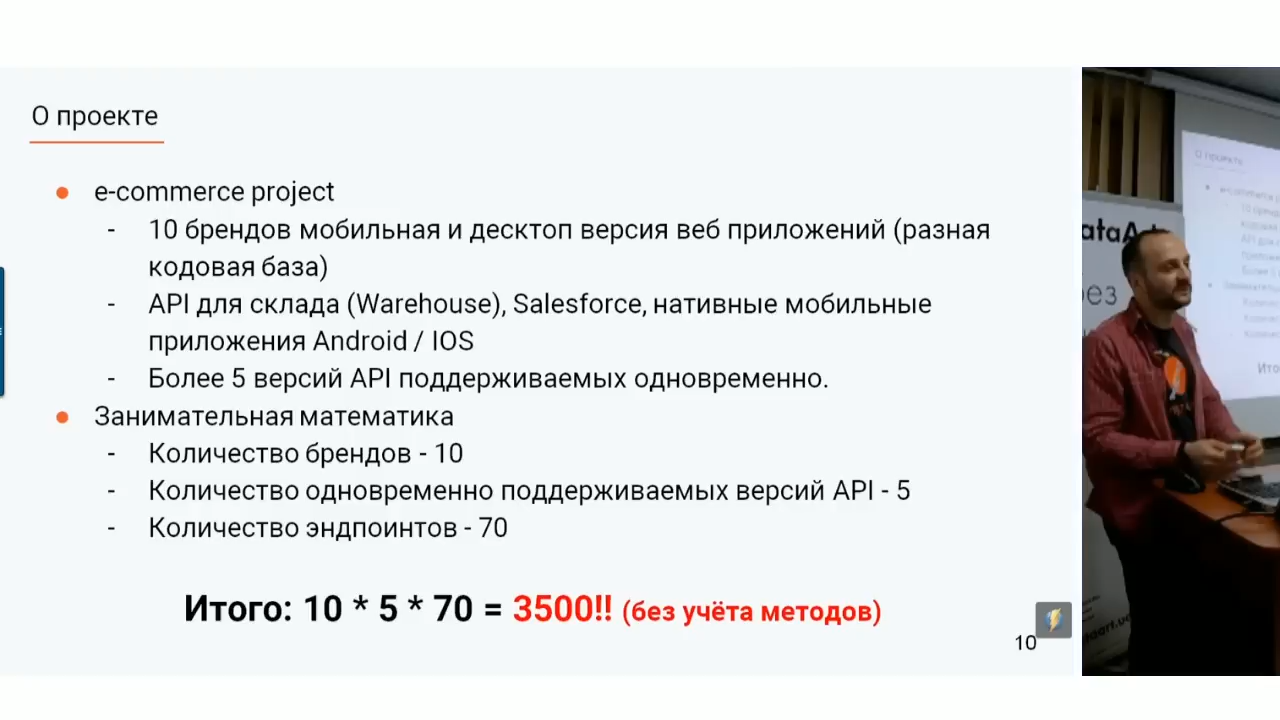 О проекте
● e-commerce project
- 10 брендов мобильная и десктоп версия веб приложений (разная
кодовая база)
- API для склада (Warehouse), Salesforce, нативные мобильные
приложения Android / IOS
- Более 5 версий API поддерживаемых одновременно.
● Занимательная математика
- Количество брендов - 10
- Количество одновременно поддерживаемых версий API - 5
- Количество эндпоинтов - 70
Итого: 10 * 5 * 70 = 3500!! (без учёта методов)
10
О проекте